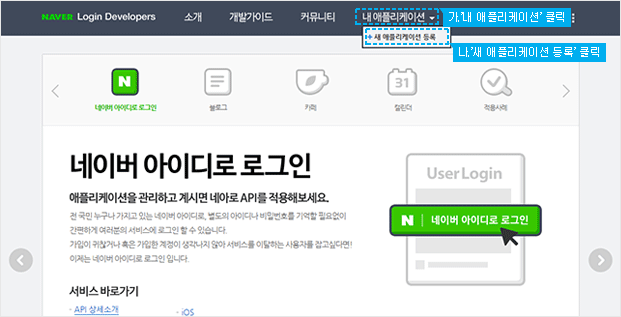 NAVER Login Developers 소개 개발가이드 커뮤니티 내 애플리케이션 가.'내 애플리케이션' 클릭
+ 새 애플리케이션 등록
나.'새 애플리케이션 등록' 클릭
N 31
네이버 아이디로 로그인 블로그 카페 캘린더 적용사례
네이버 아이디로 로그인
애플리케이션을 관리하고 계시면 네아로 API를 적용해보세요.
전 국민 누구나 가지고 있는 네이버 아이디로, 별도의 아이디나 비밀번호를 기억할 필요없이
간편하게 여러분의 서비스에 로그인 할 수 있습니다.
가입이 귀찮거나 혹은 가입한 계정이 생각나지 않아 서비스를 이탈하는 사용자를 잡고싶다면!
이제는 네이버 아이디로 로그인 입니다.
User Login
N 네이버 아이디로 로그인
서비스 바로가기
· API 상세소개 · iOS